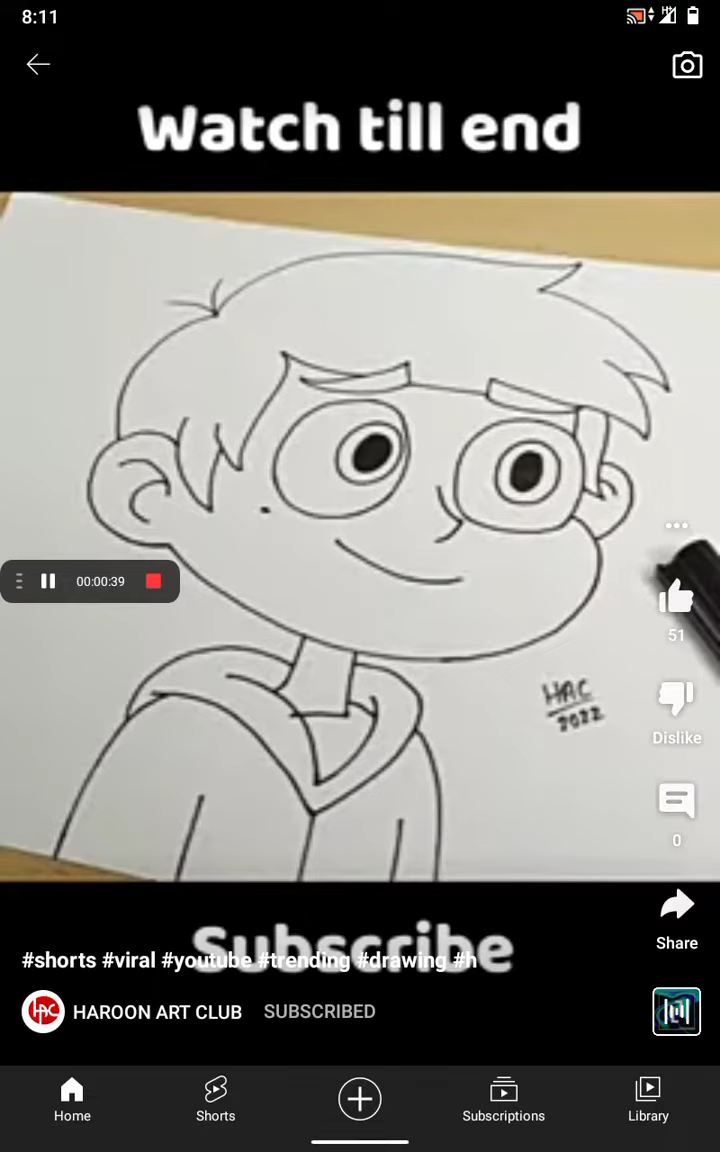 8:11
Watch till end
00:00:39
HAC
2022
51
Dislike
0
Share
Subscribe
#shorts #viral #youtube #trending #drawing #h
HAC
HAROON ART CLUB SUBSCRIBED
Home Shorts Subscriptions Library